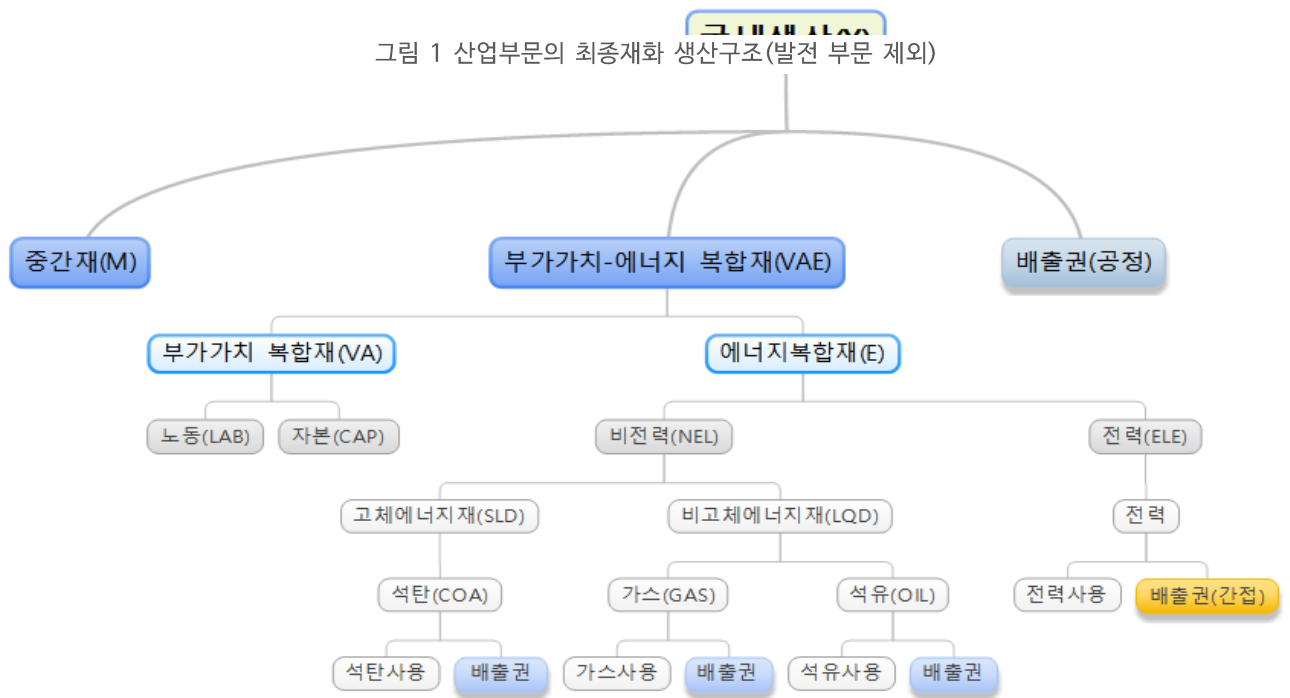 그림 1 산업부문의 최종재화 생산구조(발전 부문 제외)
중간재(M)
부가가치-에너지 복합재(VAE)
배출권(공정)
부가가치 복합재(VA)
에너지복합재(E)
노동(LAB)
자본(CAP)
비전력(NEL)
전력(ELE)
고체에너지재(SLD)
비고체에너지재(LQD)
전력
석탄(COA)
가스(GAS)
석유(OIL)
전력사용
배출권(간접)
석탄사용
배출권
가스사용
배출권
석유사용
배출권